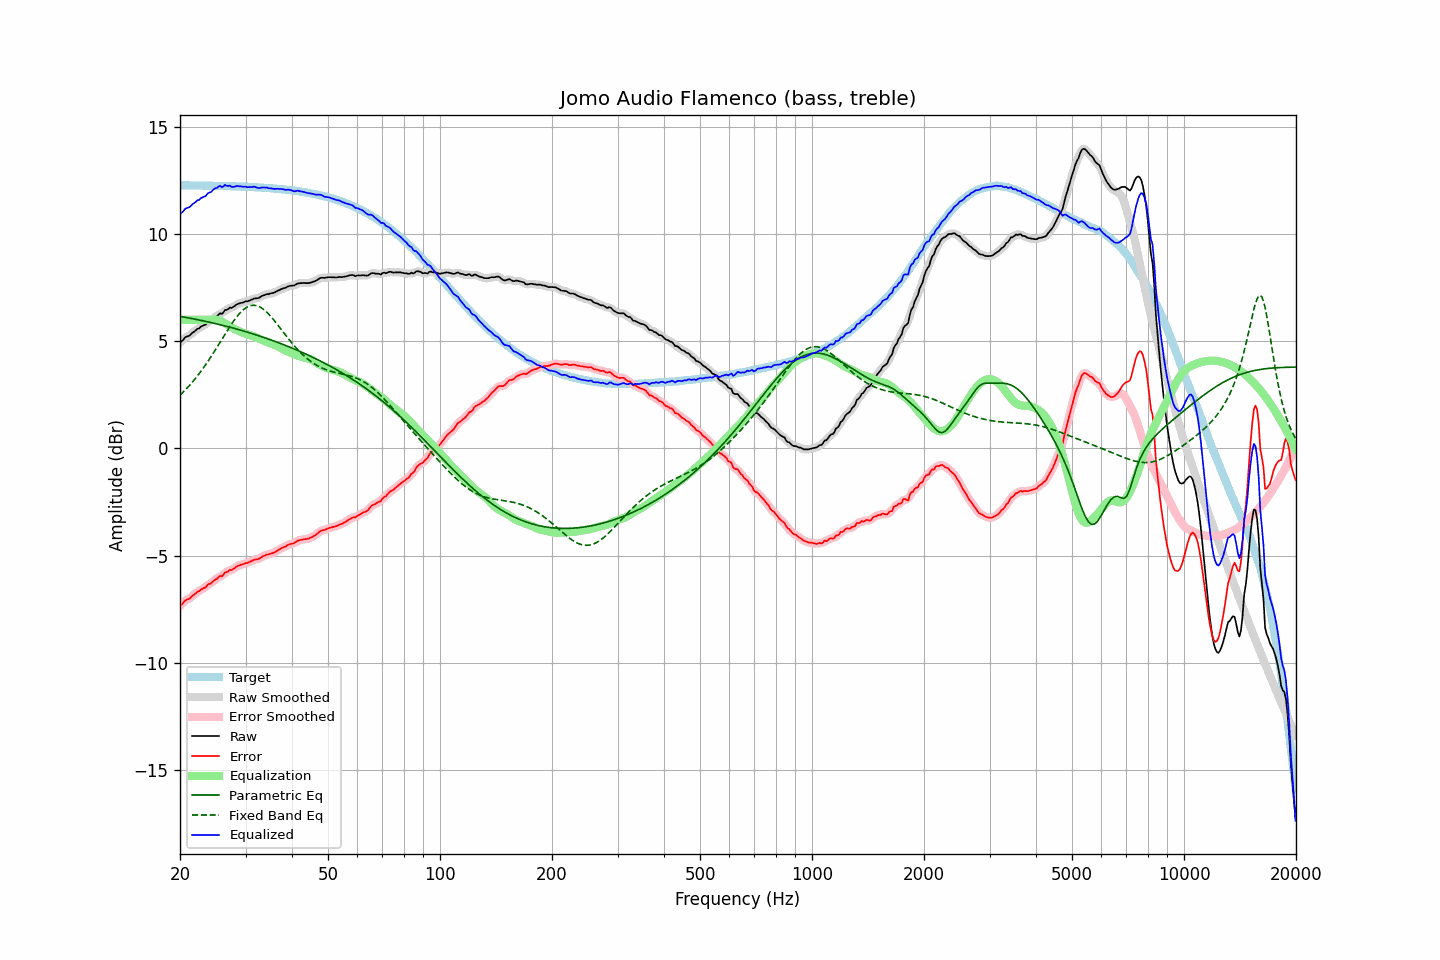 Jomo Audio Flamenco (bass, treble)
15
10
5
0
−5
−10
−15
Amplitude (dBr)
Target
Raw Smoothed
Error Smoothed
Raw
Error
Equalization
Parametric Eq
Fixed Band Eq
Equalized
20
50
100
200
500
1000
2000
5000
10000
20000
Frequency (Hz)